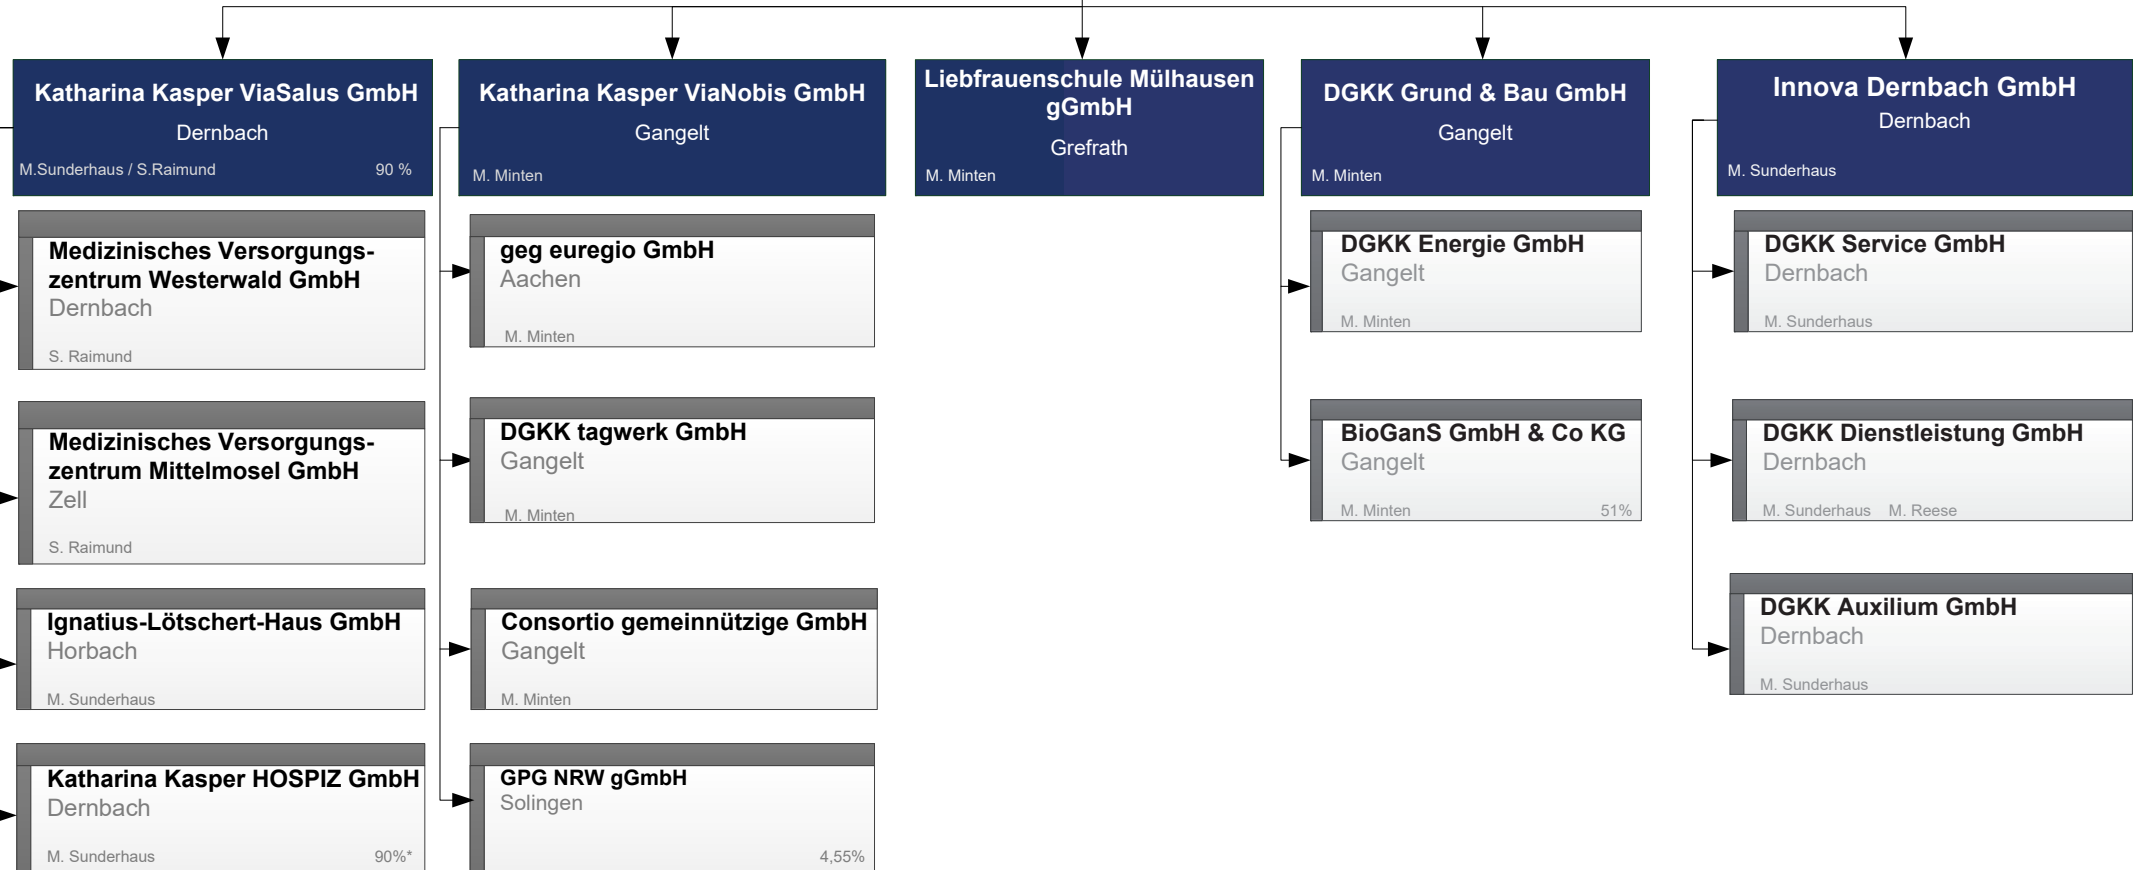 Katharina Kasper ViaSalus GmbH
Dernbach
M.Sunderhaus / S.Raimund 90 %
Medizinisches Versorgungs-
zentrum Westerwald GmbH
Dernbach
S. Raimund
Medizinisches Versorgungs-
zentrum Mittelmosel GmbH
Zell
S. Raimund
Ignatius-Lötschert-Haus GmbH
Horbach
M. Sunderhaus
Katharina Kasper HOSPIZ GmbH
Dernbach
M. Sunderhaus 90%*
Katharina Kasper ViaNobis GmbH
Gangelt
M. Minten
geg euregio GmbH
Aachen
M. Minten
DGKK tagwerk GmbH
Gangelt
M. Minten
Consortio gemeinnützige GmbH
Gangelt
M. Minten
GPG NRW gGmbH
Solingen
4,55%
Liebfrauenschule Mülhausen
gGmbH
Grefrath
M. Minten
DGKK Grund & Bau GmbH
Gangelt
M. Minten
DGKK Energie GmbH
Gangelt
M. Minten
BioGanS GmbH & Co KG
Gangelt
M. Minten 51%
Innova Dernbach GmbH
Dernbach
M. Sunderhaus
DGKK Service GmbH
Dernbach
M. Sunderhaus
DGKK Dienstleistung GmbH
Dernbach
M. Sunderhaus M. Reese
DGKK Auxilium GmbH
Dernbach
M. Sunderhaus